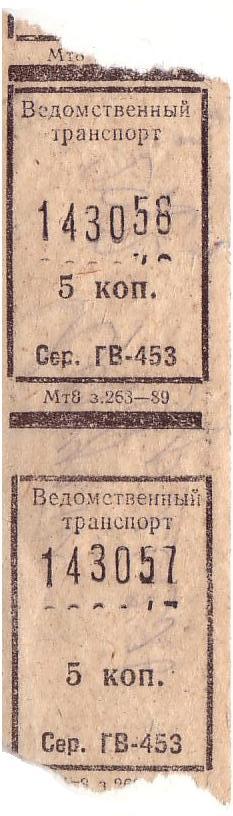 Мт8
Ведомственный
транспорт
143058
5 коп.
Сер. ГВ-453
Мт8 з.263—89
Ведомственный
транспорт
143057
5 коп.
Сер. ГВ-453